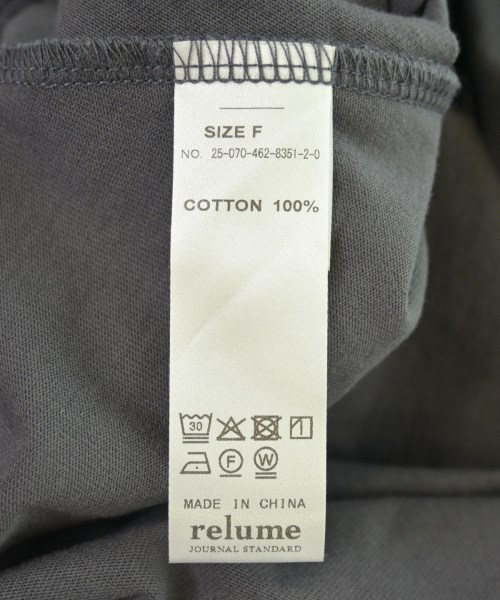 SIZE F
NO. 25-070-462-8351-2-0
COTTON 100%
30
F W
MADE IN CHINA
relume
JOURNAL STANDARD